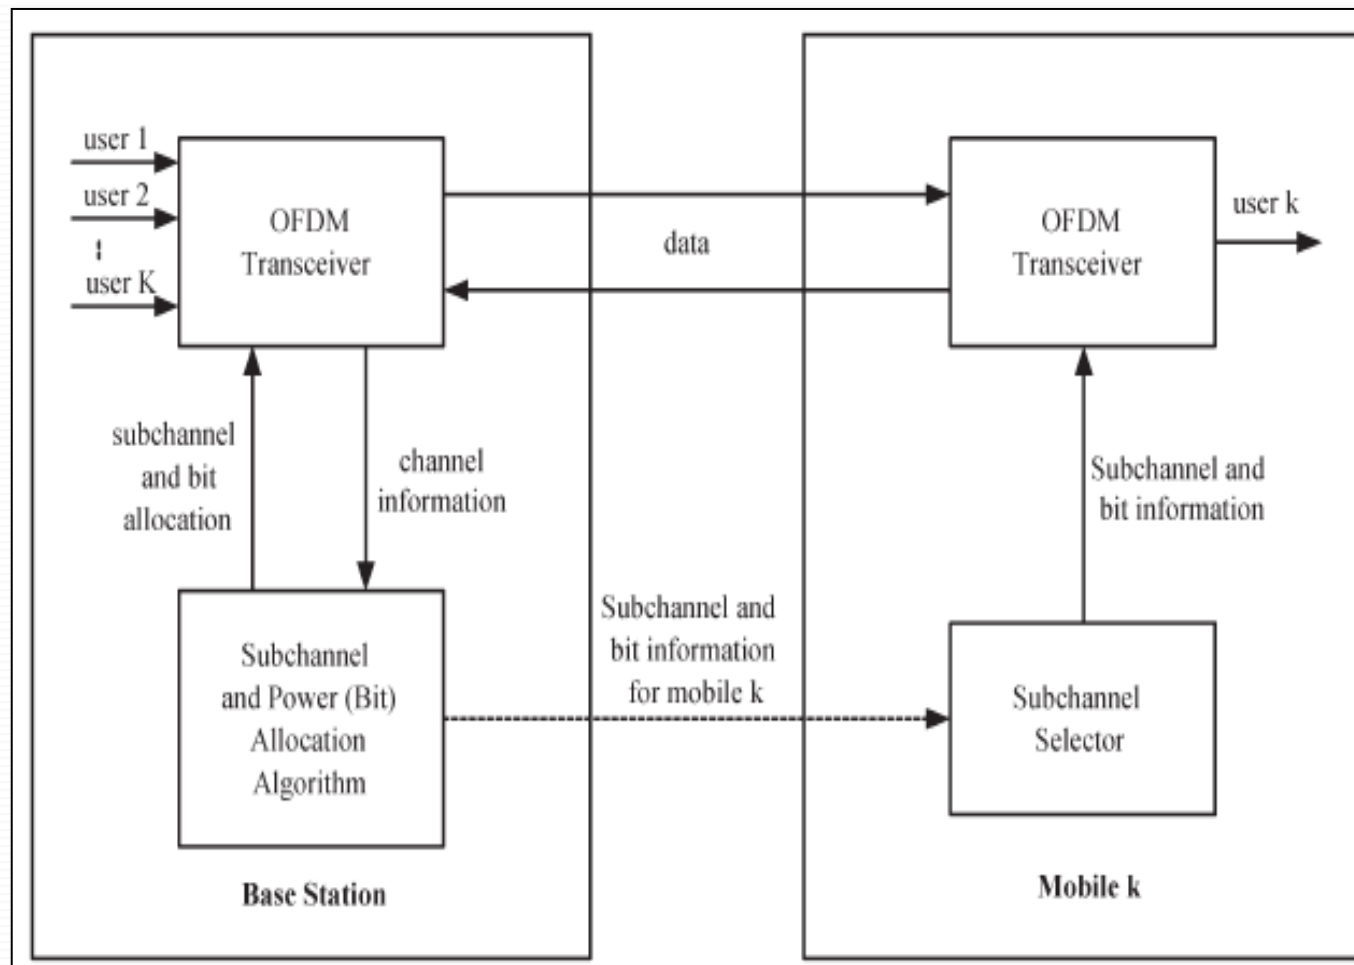 user 1
user 2
user K
OFDM
Transceiver
data
OFDM
Transceiver
user k
subchannel
and bit
allocation
channel
information
Subchannel and
bit information
Subchannel and
bit information
for mobile k
Subchannel
and Power (Bit)
Allocation
Algorithm
Subchannel
Selector
Base Station
Mobile k